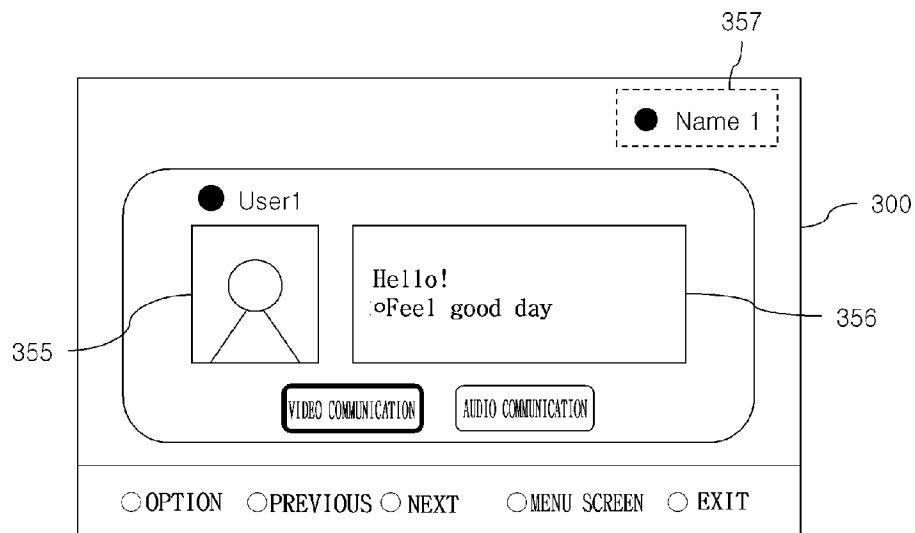 357
Name 1
User1
300
Hello!
Feel good day
355
356
VIDEO COMMUNICATION
AUDIO COMMUNICATION
OPTION PREVIOUS NEXT MENU SCREEN EXIT